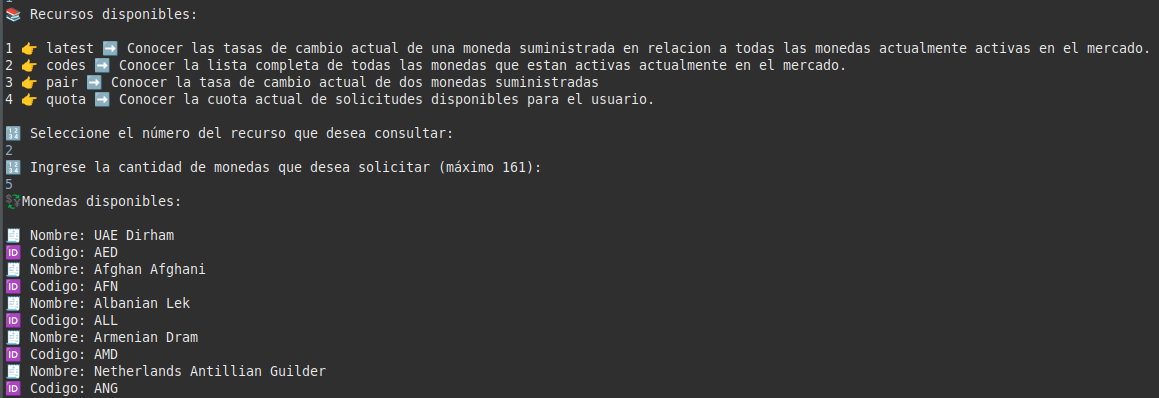 📚 Recursos disponibles:
1 👉 latest ➡️ Conocer las tasas de cambio actual de una moneda suministrada en relacion a todas las monedas actualmente activas en el mercado.
2 👉 codes ➡️ Conocer la lista completa de todas las monedas que estan activas actualmente en el mercado.
3 👉 pair ➡️ Conocer la tasa de cambio actual de dos monedas suministradas
4 👉 quota ➡️ Conocer la cuota actual de solicitudes disponibles para el usuario.
🔢 Seleccione el número del recurso que desea consultar:
2
🔢 Ingrese la cantidad de monedas que desea solicitar (máximo 161):
5
💱Monedas disponibles:
🧾 Nombre: UAE Dirham
🆔 Codigo: AED
🧾 Nombre: Afghan Afghani
🆔 Codigo: AFN
🧾 Nombre: Albanian Lek
🆔 Codigo: ALL
🧾 Nombre: Armenian Dram
🆔 Codigo: AMD
🧾 Nombre: Netherlands Antillian Guilder
🆔 Codigo: ANG